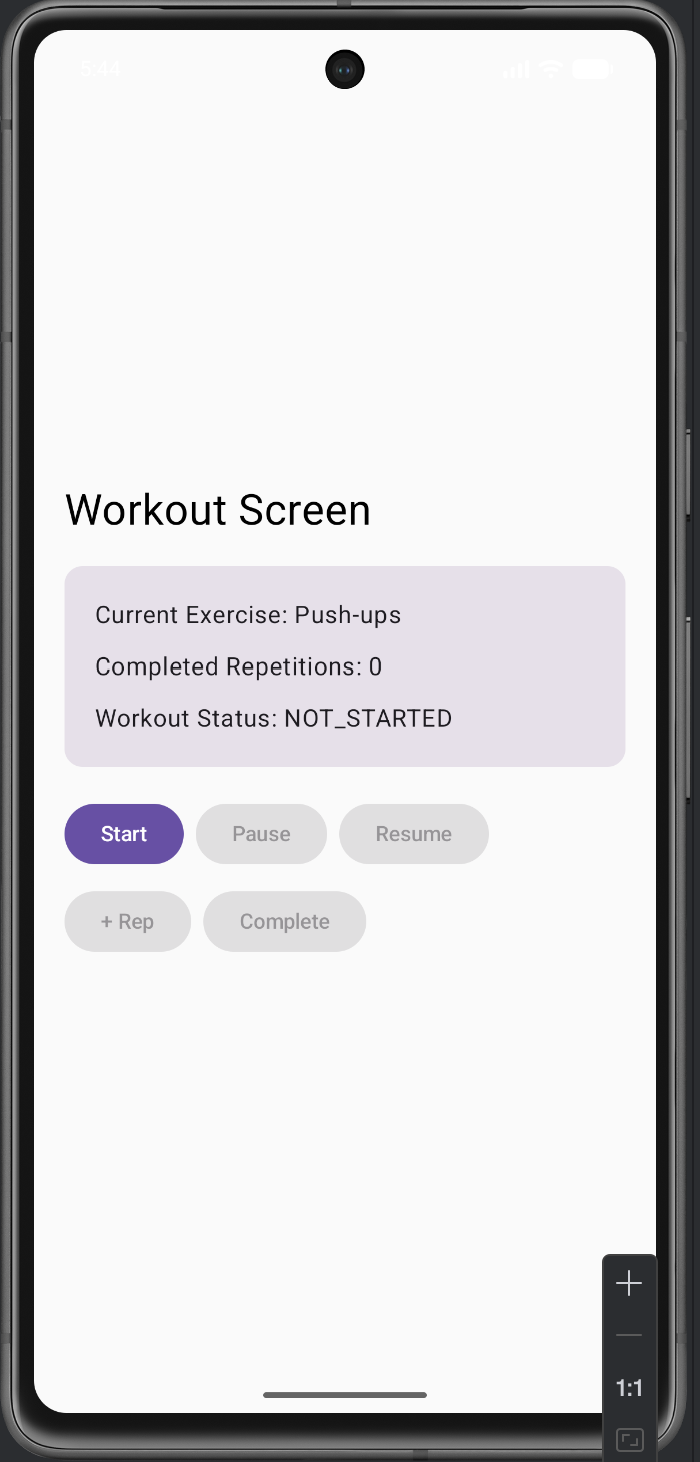 5:44
Workout Screen
Current Exercise: Push-ups
Completed Repetitions: 0
Workout Status: NOT_STARTED
Start Pause Resume
+ Rep Complete
1:1